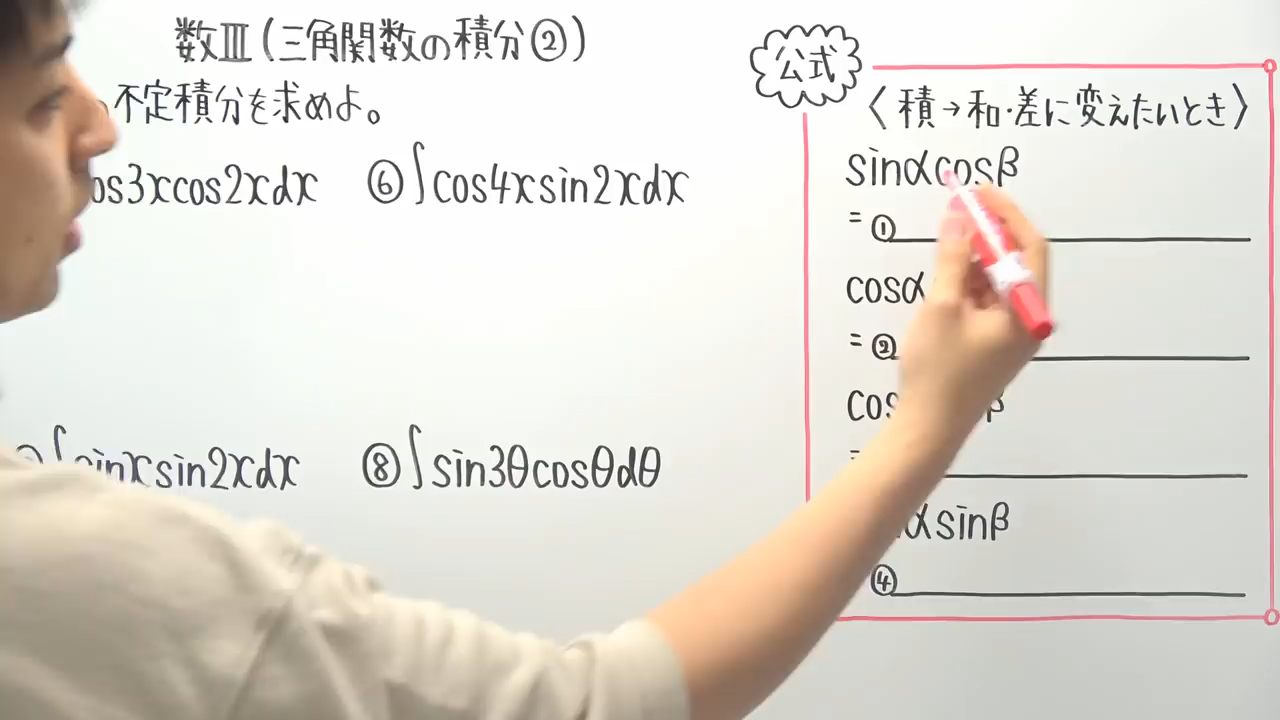 数Ⅲ(三角関数の積分②)
不定積分を求めよ。
os3xcos2xdx ⑥∫cos4xsin2xdx
∫sinxsin2xdx ⑧∫sin3θcosθdθ
公式
〈積→和・差に変えたいとき〉
sinαcosβ
=①
cosα
=②
cos β
=
αsinβ
④